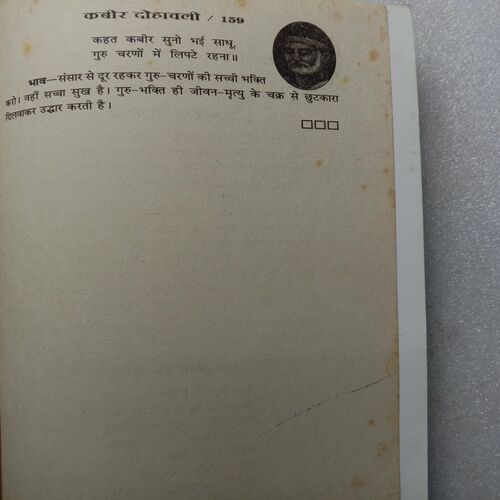 कबीर दोहावली / 159
कहत कबीर सुनो भई साधू,
गुरु चरणों में लिपटे रहना॥
भाव—संसार से दूर रहकर गुरु-चरणों की सच्ची भक्ति
करो। वहीं सच्चा सुख है। गुरु-भक्ति ही जीवन-मृत्यु के चक्र से छुटकारा
दिलवाकर उद्धार करती है।
□□□